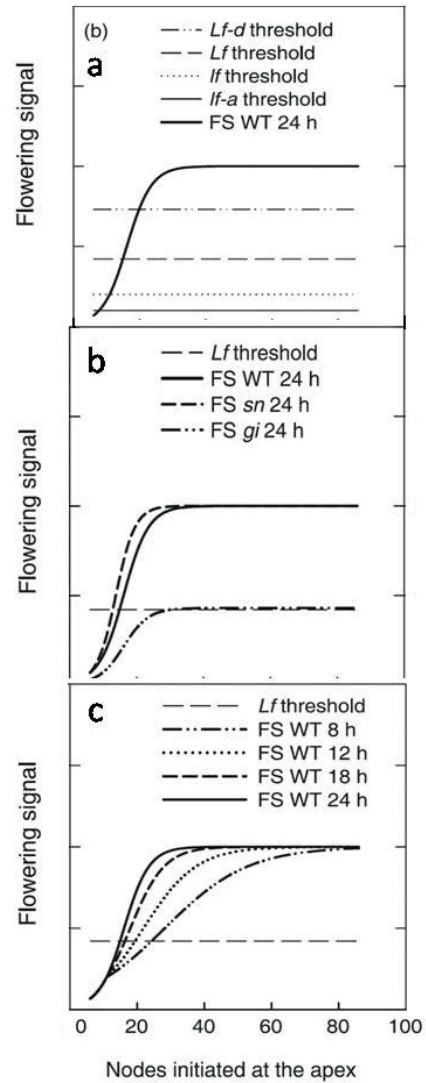 (b)
a
Lf-d threshold
Lf threshold
lf threshold
lf-a threshold
FS WT 24 h
Flowering signal
b
Lf threshold
FS WT 24 h
FS sn 24 h
FS gi 24 h
Flowering signal
c
Lf threshold
FS WT 8 h
FS WT 12 h
FS WT 18 h
FS WT 24 h
Flowering signal
0 20 40 60 80 100
Nodes initiated at the apex